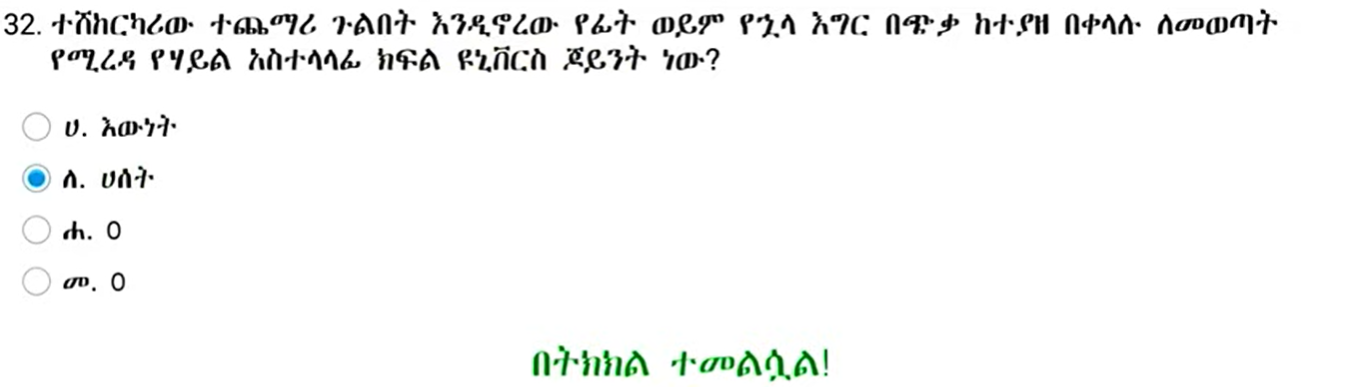 32. ተሽከርካሪው ተጨማሪ ጉልበት እንዲኖረው የፊት ወይም የኋላ እግር በጭቃ ከተያዘ በቀላሉ ለመወጣት
የሚረዳ የሃይል አስተላላፊ ክፍል ዩኒቨርስ ጆይንት ነው?
ሀ. እውነት
ለ. ሀሰት
ሐ. 0
መ. 0
በትክክል ተመልሷል!